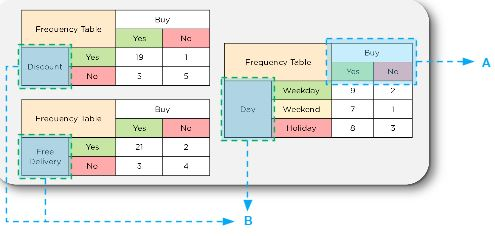 Frequency Table Buy
Yes No
Discount Yes 19 1
No 5 5
Frequency Table Buy
Yes No
Free Delivery Yes 21 2
No 3 4
Frequency Table Buy
Yes No
Day Weekday 9 2
Weekend 7 1
Holiday 8 3
A
B